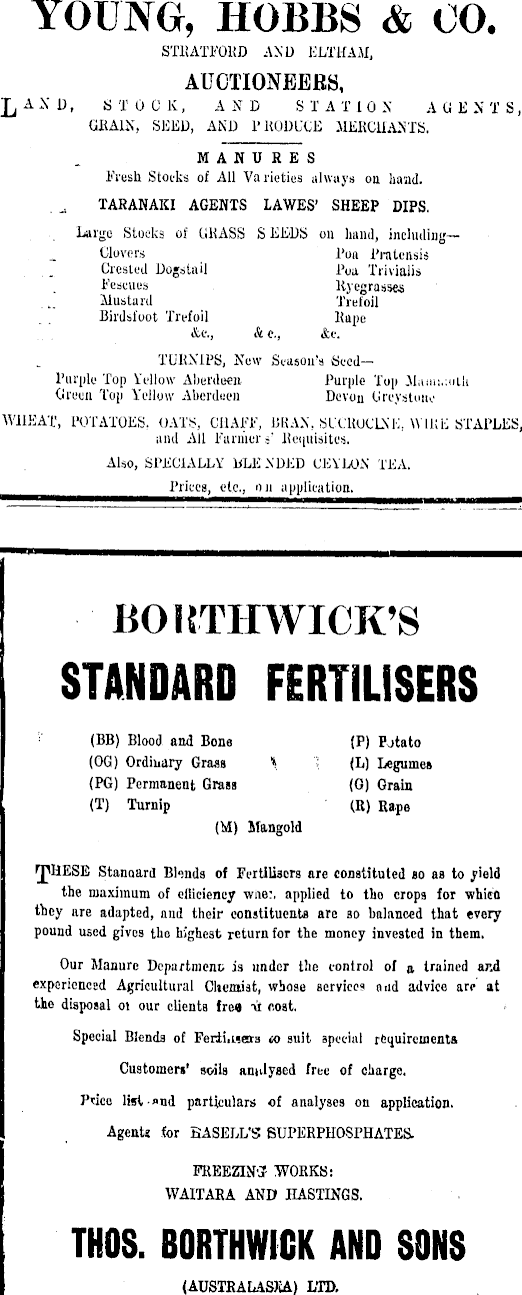 YOUNG, HOBBS & CO.
STRATFORD AND ELTHAM,
AUCTIONEERS,
LAND, STOCK, AND STATION AGENTS,
GRAIN, SEED, AND PRODUCE MERCHANTS.
MANURES
Fresh Stocks of All Varieties always on hand.
TARANAKI AGENTS LAWES' SHEEP DIPS.
Large Stocks of GRASS SEEDS on hand, including—
Clovers Poa Pratensis
Crested Dogstail Poa Trivialis
Fescues Ryegrasses
Mustard Trefoil
Birdsfoot Trefoil Rape
&c., &c., &c.
TURNIPS, New Season's Seed—
Purple Top Yellow Aberdeen Purple Top Mammoth
Green Top Yellow Aberdeen Devon Greystone
WHEAT, POTATOES, OATS, CHAFF, BRAN, SUCROCINE, WIRE STAPLES,
and All Farmers' Requisites.
Also, SPECIALLY BLENDED CEYLON TEA.
Prices, etc., on application.
BORTHWICK'S
STANDARD FERTILISERS
(BB) Blood and Bone (P) Potato
(OG) Ordinary Grass (L) Legumes
(PG) Permanent Grass (G) Grain
(T) Turnip (R) Rape
(M) Mangold
THESE Standard Blends of Fertilisers are constituted so as to yield
the maximum of efficiency when applied to the crops for which
they are adapted, and their constituents are so balanced that every
pound used gives the highest return for the money invested in them.
Our Manure Department is under the control of a trained and
experienced Agricultural Chemist, whose services and advice are at
the disposal of our clients free of cost.
Special Blends of Fertilisers to suit special requirements
Customers' soils analysed free of charge.
Price list and particulars of analyses on application.
Agents for HASELL'S SUPERPHOSPHATES.
FREEZING WORKS:
WAITARA AND HASTINGS.
THOS. BORTHWICK AND SONS
(AUSTRALASIA) LTD.